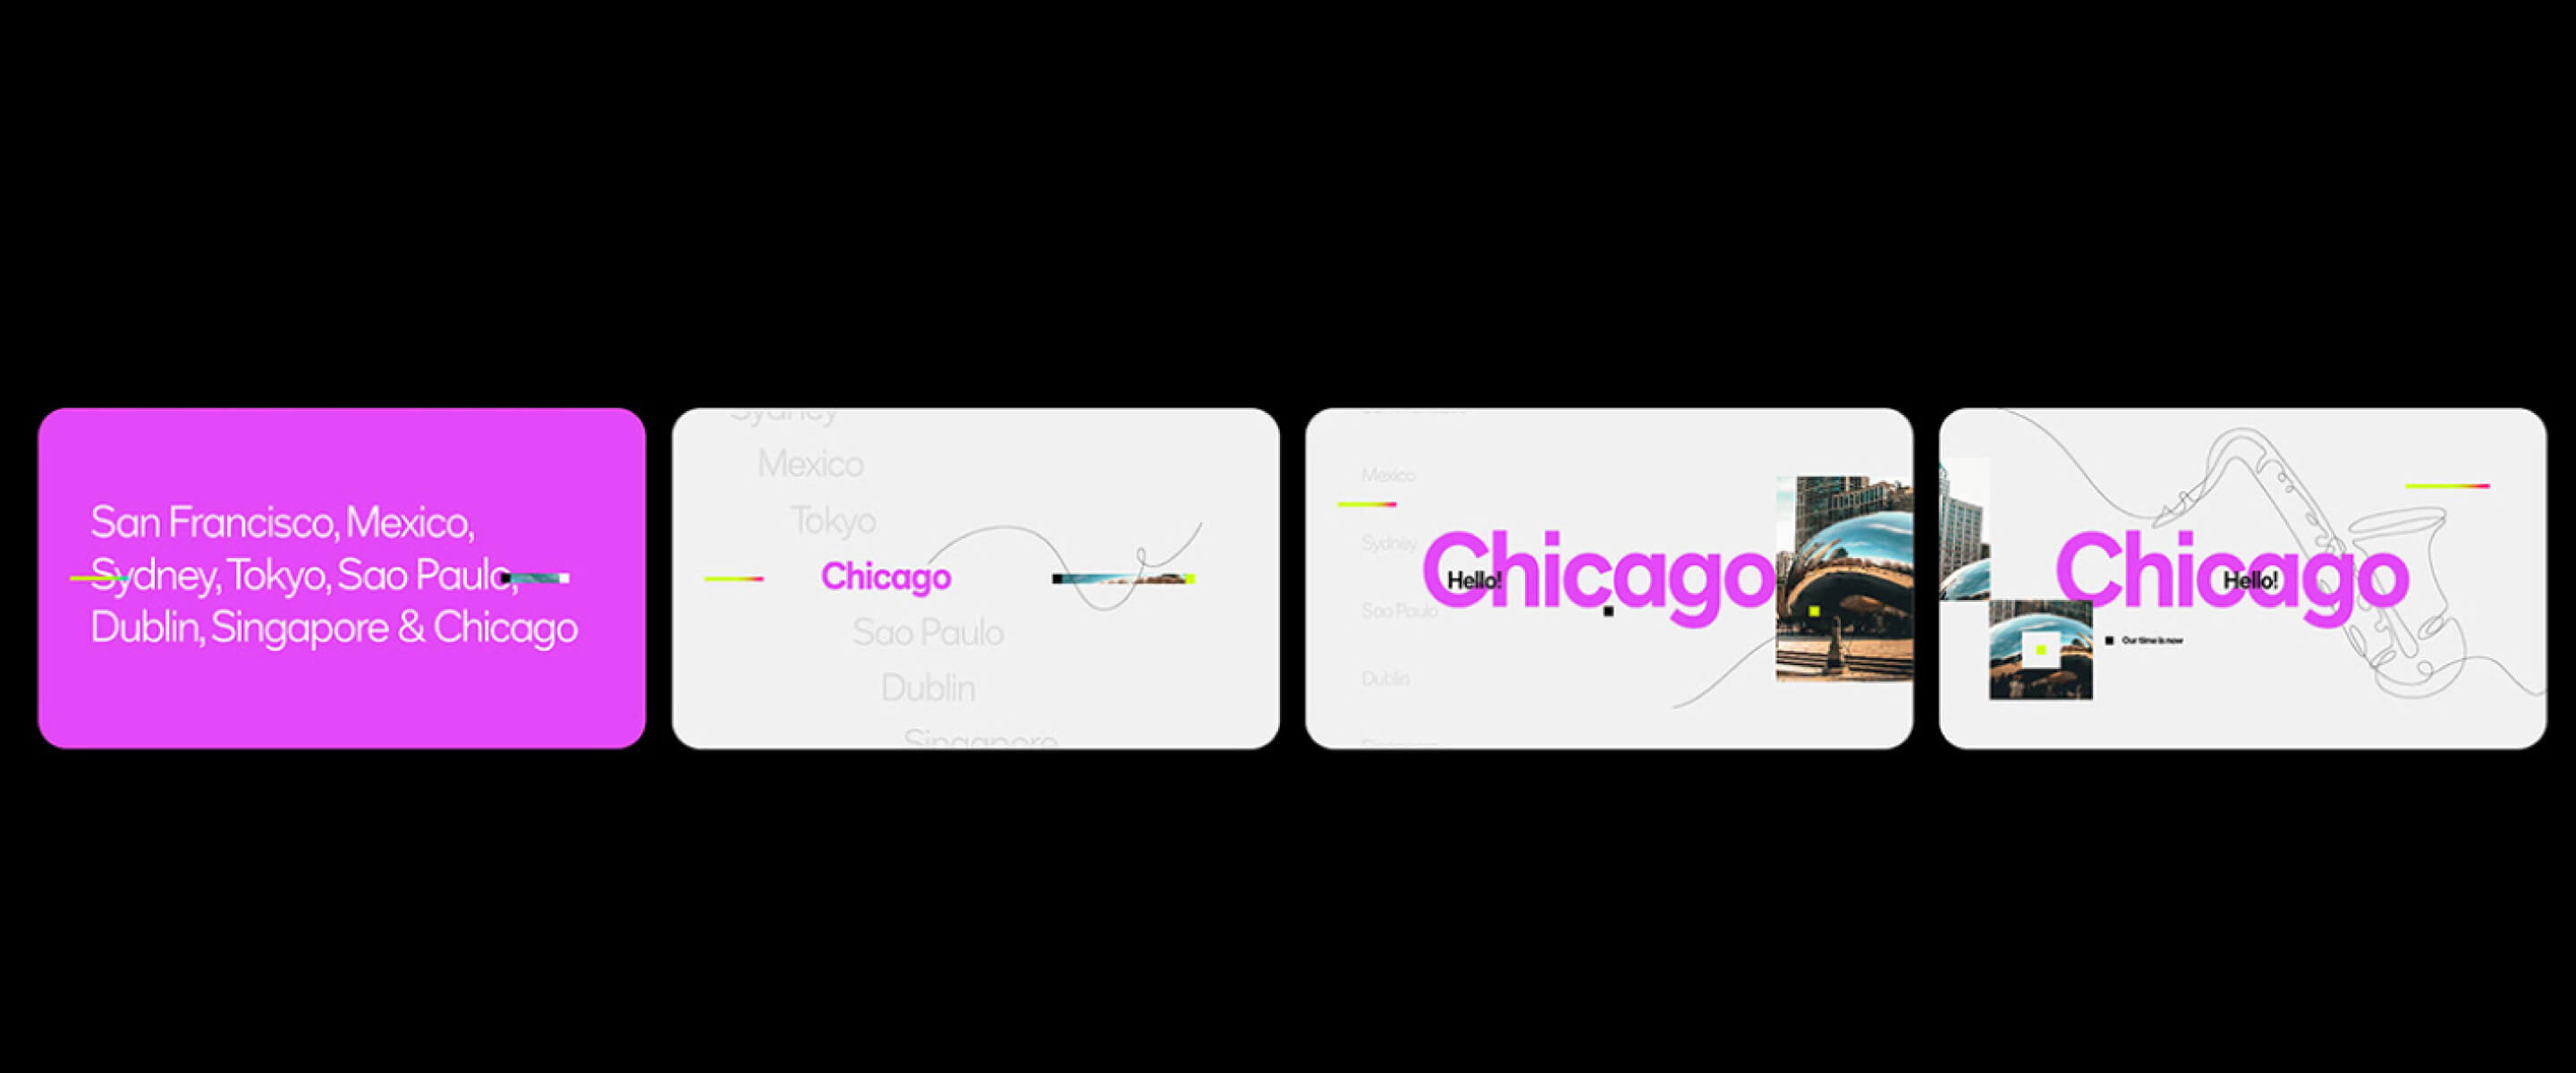 San Francisco, Mexico,
Sydney, Tokyo, Sao Paulo,
Dublin, Singapore & Chicago
Sydney
Mexico
Tokyo
Chicago
Sao Paulo
Dublin
Singapore
Mexico
Sydney
Chicago
Hello!
Sao Paulo
Dublin
Chicago
Hello!
Our time is now